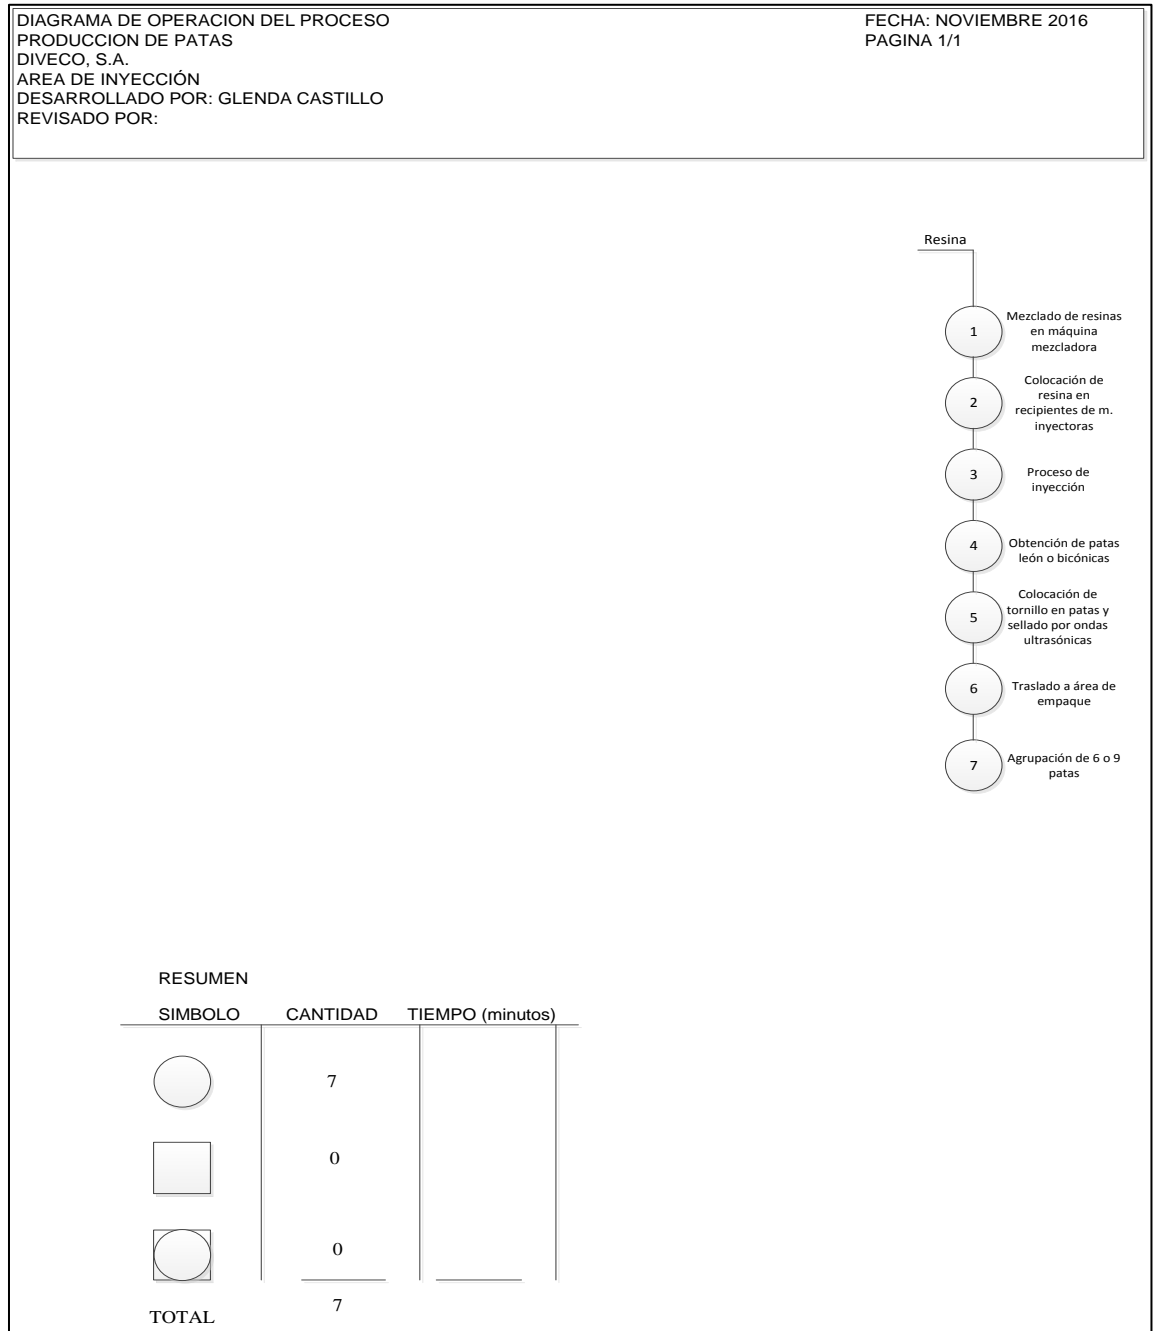 DIAGRAMA DE OPERACION DEL PROCESO
PRODUCCION DE PATAS
DIVECO, S.A.
AREA DE INYECCIÓN
DESARROLLADO POR: GLENDA CASTILLO
REVISADO POR:
FECHA: NOVIEMBRE 2016
PAGINA 1/1
Resina
1
Mezclado de resinas
en máquina
mezcladora
2
Colocación de
resina en
recipientes de m.
inyectoras
3
Proceso de
inyección
4
Obtención de patas
león o bicónicas
5
Colocación de
tornillo en patas y
sellado por ondas
ultrasónicas
6
Traslado a área de
empaque
7
Agrupación de 6 o 9
patas
RESUMEN
SIMBOLO CANTIDAD TIEMPO (minutos)
7
0
0
TOTAL 7